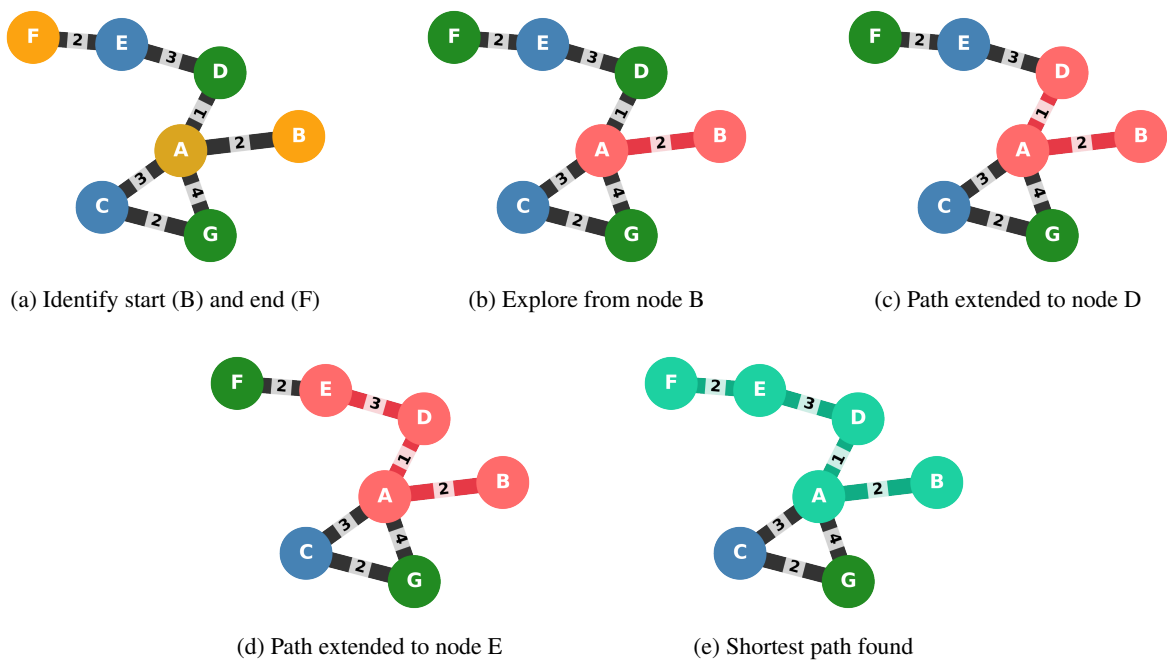 F 2 E 3 D
1
A 2 B
3 4
C 2 G
(a) Identify start (B) and end (F)
F 2 E 3 D
1
A 2 B
3 4
C 2 G
(b) Explore from node B
F 2 E 3 D
1
A 2 B
3 4
C 2 G
(c) Path extended to node D
F 2 E 3 D
1
A 2 B
3 4
C 2 G
(d) Path extended to node E
F 2 E 3 D
1
A 2 B
3 4
C 2 G
(e) Shortest path found